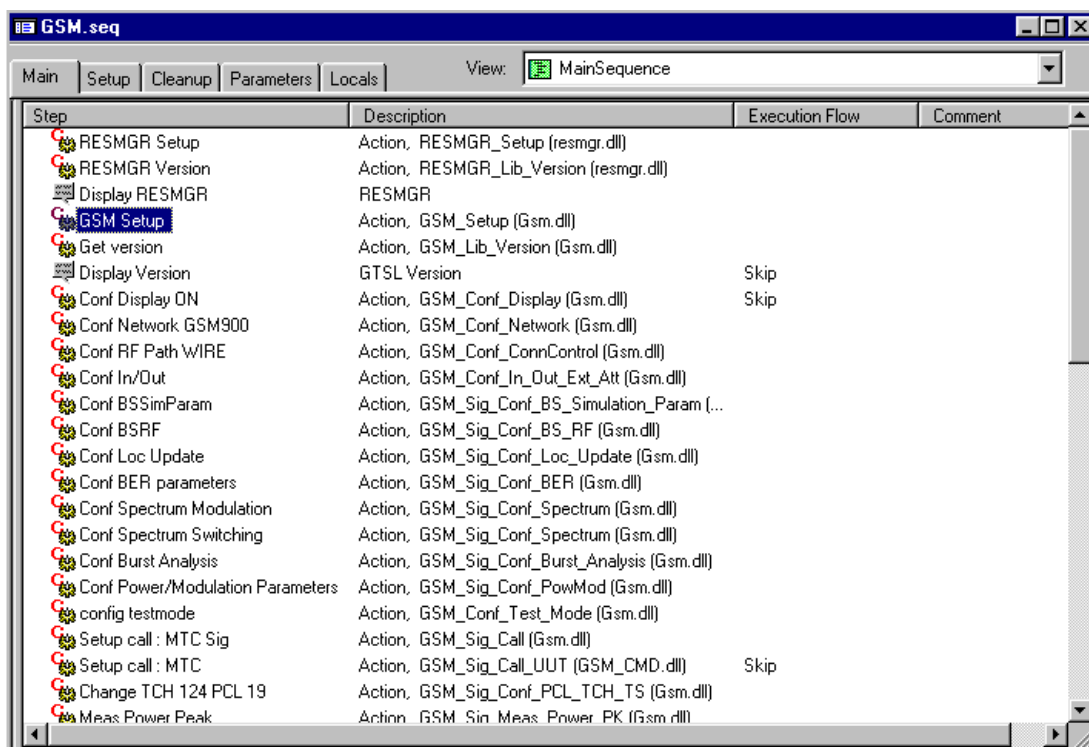 GSM.seq
Main Setup Cleanup Parameters Locals View: MainSequence
Step Description Execution Flow Comment
RESMGR Setup Action, RESMGR_Setup (resmgr.dll)
RESMGR Version Action, RESMGR_Lib_Version (resmgr.dll)
Display RESMGR RESMGR
GSM Setup Action, GSM_Setup (Gsm.dll)
Get version Action, GSM_Lib_Version (Gsm.dll)
Display Version GTSL Version Skip
Conf Display ON Action, GSM_Conf_Display (Gsm.dll) Skip
Conf Network GSM900 Action, GSM_Conf_Network (Gsm.dll)
Conf RF Path WIRE Action, GSM_Conf_ConnControl (Gsm.dll)
Conf In/Out Action, GSM_Conf_In_Out_Ext_Att (Gsm.dll)
Conf BSSimParam Action, GSM_Sig_Conf_BS_Simulation_Param (...
Conf BSRF Action, GSM_Sig_Conf_BS_RF (Gsm.dll)
Conf Loc Update Action, GSM_Sig_Conf_Loc_Update (Gsm.dll)
Conf BER parameters Action, GSM_Sig_Conf_BER (Gsm.dll)
Conf Spectrum Modulation Action, GSM_Sig_Conf_Spectrum (Gsm.dll)
Conf Spectrum Switching Action, GSM_Sig_Conf_Spectrum (Gsm.dll)
Conf Burst Analysis Action, GSM_Sig_Conf_Burst_Analysis (Gsm.dll)
Conf Power/Modulation Parameters Action, GSM_Sig_Conf_PowMod (Gsm.dll)
config testmode Action, GSM_Conf_Test_Mode (Gsm.dll)
Setup call : MTC Sig Action, GSM_Sig_Call (Gsm.dll)
Setup call : MTC Action, GSM_Sig_Call_UUT (GSM_CMD.dll) Skip
Change TCH 124 PCL 19 Action, GSM_Sig_Conf_PCL_TCH_TS (Gsm.dll)
Meas Power Peak Action, GSM_Sig_Meas_Power_PK (Gsm.dll)